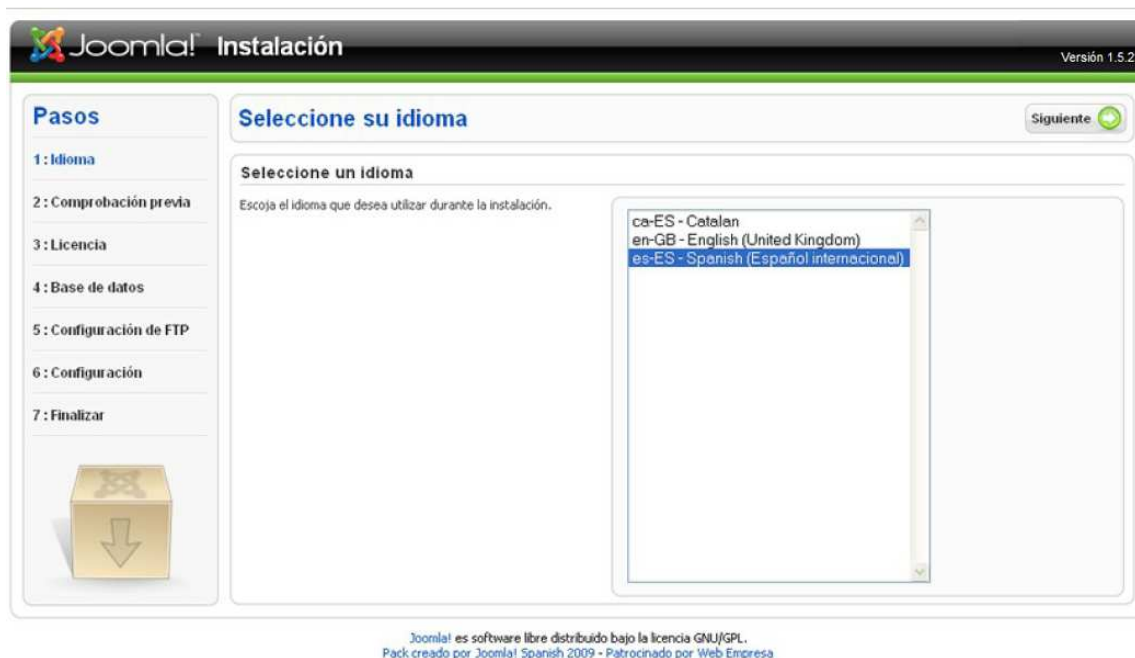 Joomla! Instalación
Versión 1.5.2
Pasos
1 : Idioma
2 : Comprobación previa
3 : Licencia
4 : Base de datos
5 : Configuración de FTP
6 : Configuración
7 : Finalizar
Seleccione su idioma
Siguiente
Seleccione un idioma
Escoja el idioma que desea utilizar durante la instalación.
ca-ES - Catalan
en-GB - English (United Kingdom)
es-ES - Spanish (Español internacional)
Joomla! es software libre distribuido bajo la licencia GNU/GPL.
Pack creado por Joomla! Spanish 2009 - Patrocinado por Web Empresa